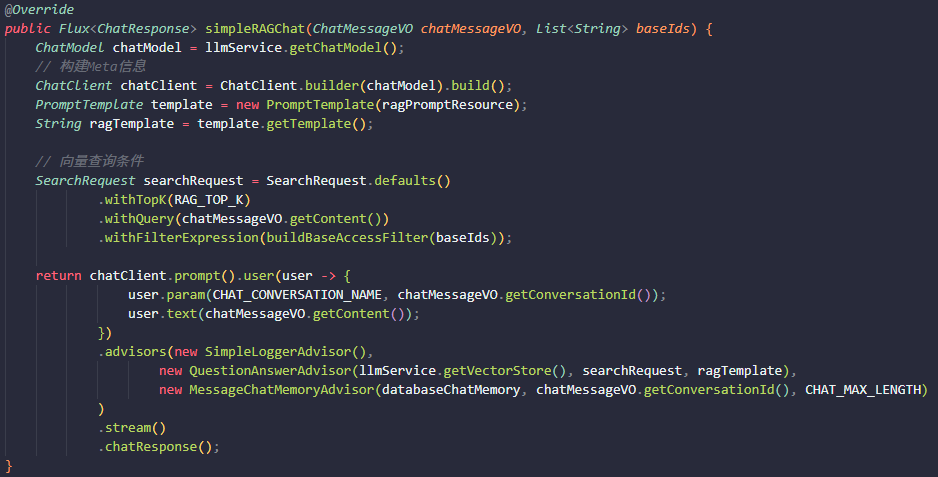 @Override
public Flux<ChatResponse> simpleRAGChat(ChatMessageVO chatMessageVO, List<String> baseIds) {
    ChatModel chatModel = llmService.getChatModel();
    // 构建Meta信息
    ChatClient chatClient = ChatClient.builder(chatModel).build();
    PromptTemplate template = new PromptTemplate(ragPromptResource);
    String ragTemplate = template.getTemplate();

    // 向量查询条件
    SearchRequest searchRequest = SearchRequest.defaults()
            .withTopK(RAG_TOP_K)
            .withQuery(chatMessageVO.getContent())
            .withFilterExpression(buildBaseAccessFilter(baseIds));

    return chatClient.prompt().user(user -> {
                user.param(CHAT_CONVERSATION_NAME, chatMessageVO.getConversationId());
                user.text(chatMessageVO.getContent());
            })
            .advisors(new SimpleLoggerAdvisor(),
                    new QuestionAnswerAdvisor(llmService.getVectorStore(), searchRequest, ragTemplate),
                    new MessageChatMemoryAdvisor(databaseChatMemory, chatMessageVO.getConversationId(), CHAT_MAX_LENGTH)
            )
            .stream()
            .chatResponse();
}